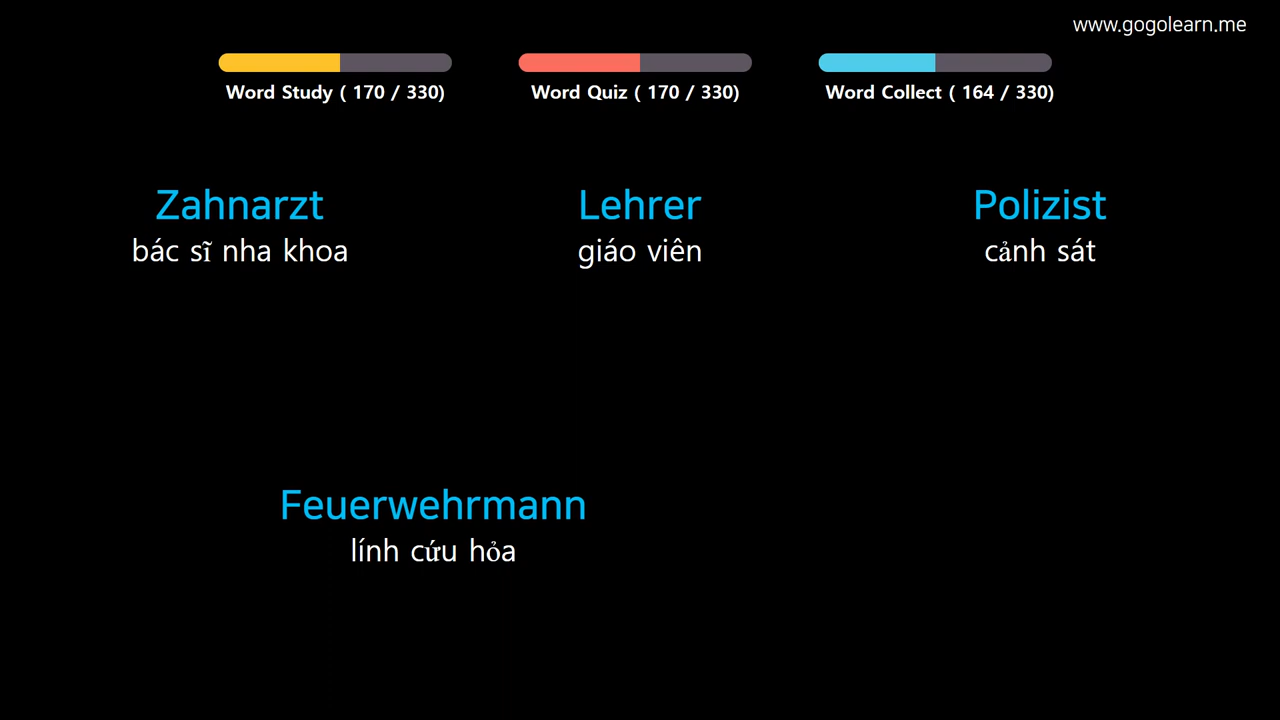 www.gogolearn.me
Word Study ( 170 / 330)
Word Quiz ( 170 / 330)
Word Collect ( 164 / 330)
Zahnarzt
bác sĩ nha khoa
Lehrer
giáo viên
Polizist
cảnh sát
Feuerwehrmann
lính cứu hỏa